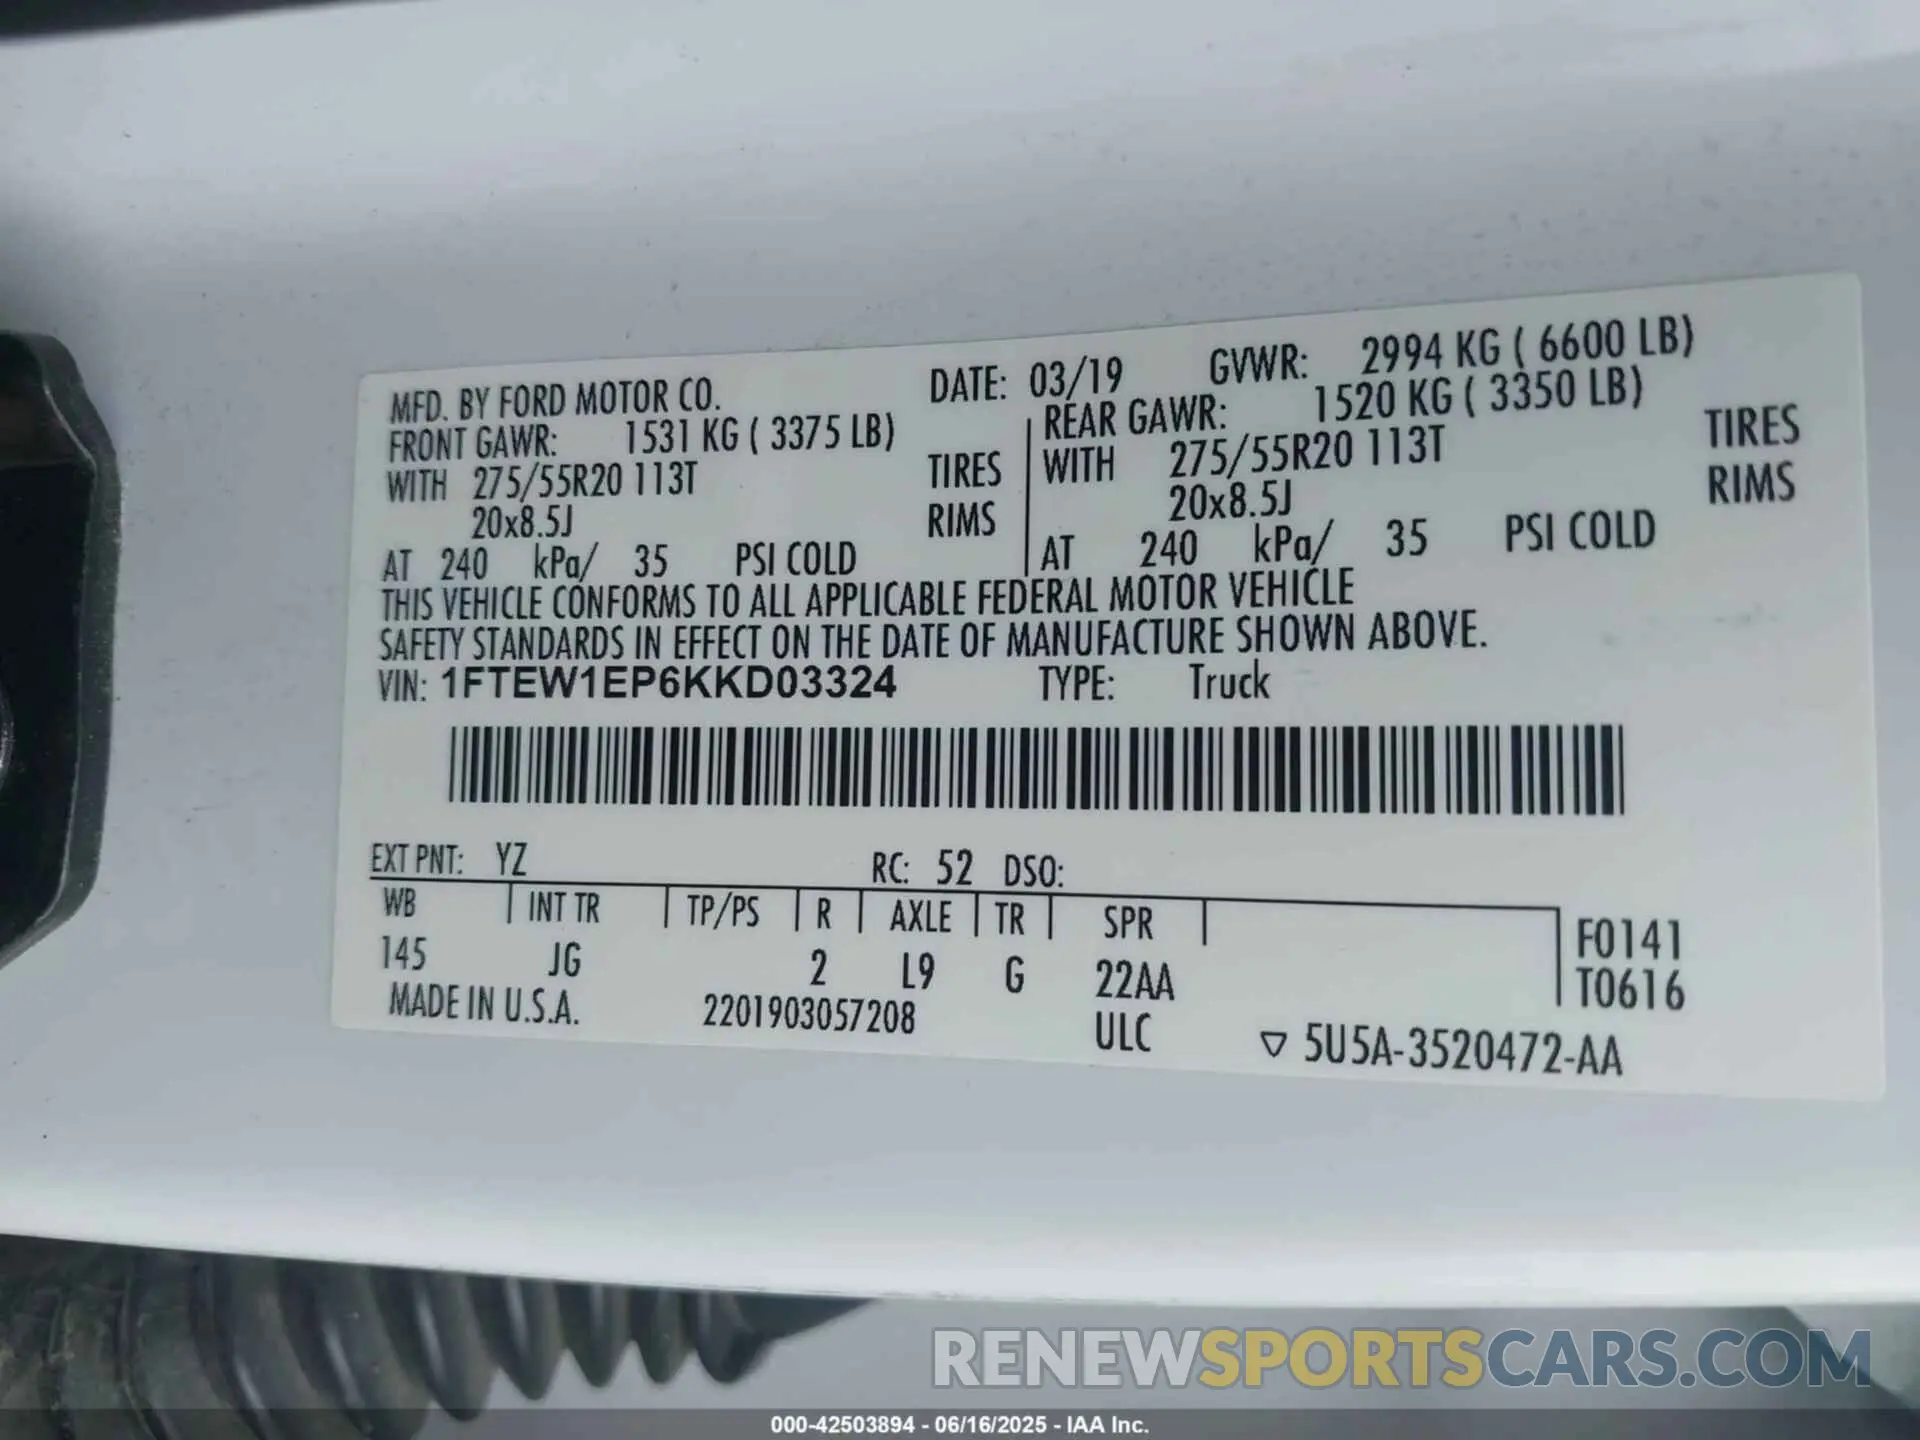 MFD. BY FORD MOTOR CO. DATE: 03/19 GVWR: 2994 KG ( 6600 LB)
FRONT GAWR: 1531 KG ( 3375 LB) REAR GAWR: 1520 KG ( 3350 LB)
WITH 275/55R20 113T TIRES WITH 275/55R20 113T TIRES
20x8.5J RIMS 20x8.5J RIMS
AT 240 kPa/ 35 PSI COLD AT 240 kPa/ 35 PSI COLD
THIS VEHICLE CONFORMS TO ALL APPLICABLE FEDERAL MOTOR VEHICLE
SAFETY STANDARDS IN EFFECT ON THE DATE OF MANUFACTURE SHOWN ABOVE.
VIN: 1FTEW1EP6KKD03324 TYPE: Truck
EXT PNT: YZ RC: 52 DSO:
WB INT TR TP/PS R AXLE TR SPR F0141
145 JG 2 L9 G 22AA T0616
MADE IN U.S.A. 2201903057208 ULC ▽ 5U5A-3520472-AA
RENEWSPORTSCARS.COM
000-42503894 - 06/16/2025 - IAA Inc.